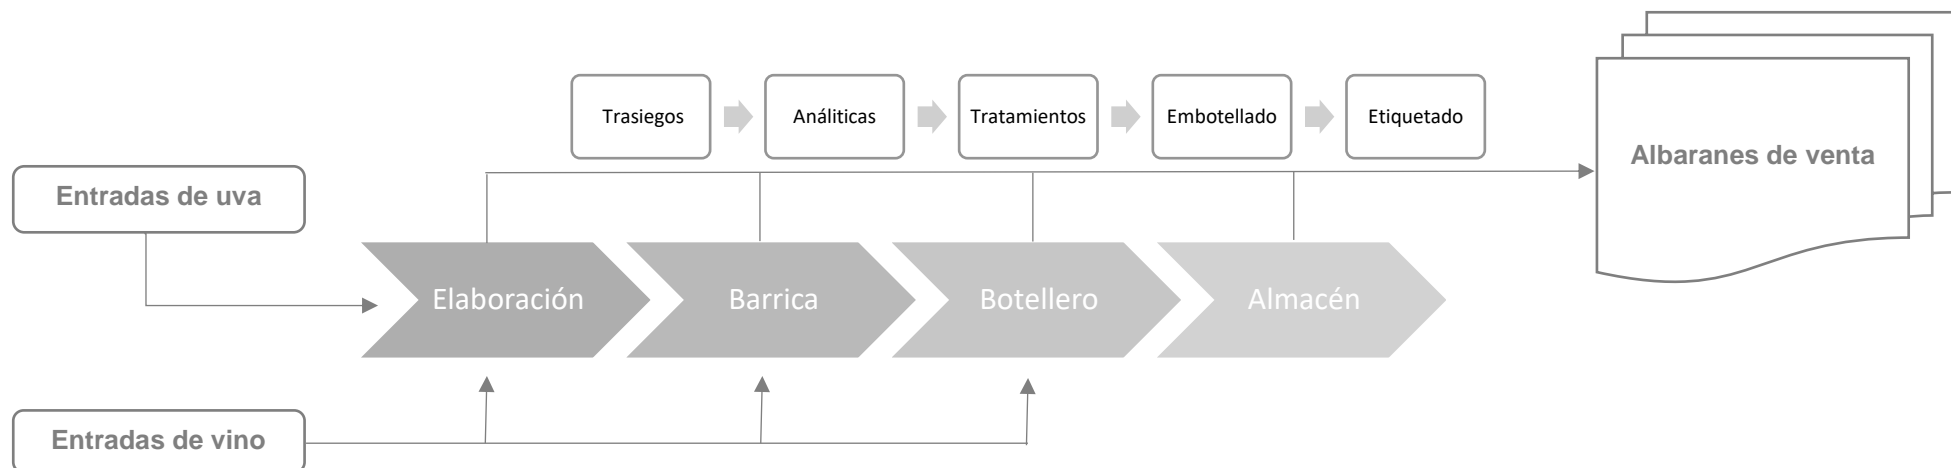 Trasiegos
Análiticas
Tratamientos
Embotellado
Etiquetado
Albaranes de venta
Entradas de uva
Elaboración
Barrica
Botellero
Almacén
Entradas de vino